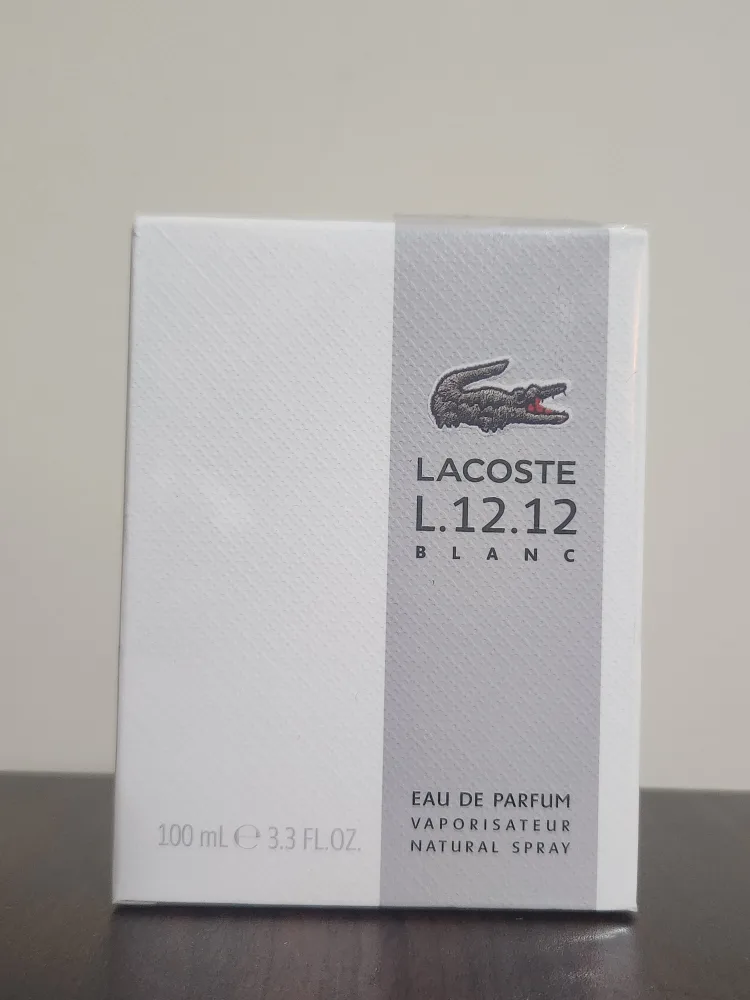 LACOSTE
L.12.12
BLANC
EAU DE PARFUM
VAPORISATEUR
NATURAL SPRAY
100 mL ℮ 3.3 FL.OZ.